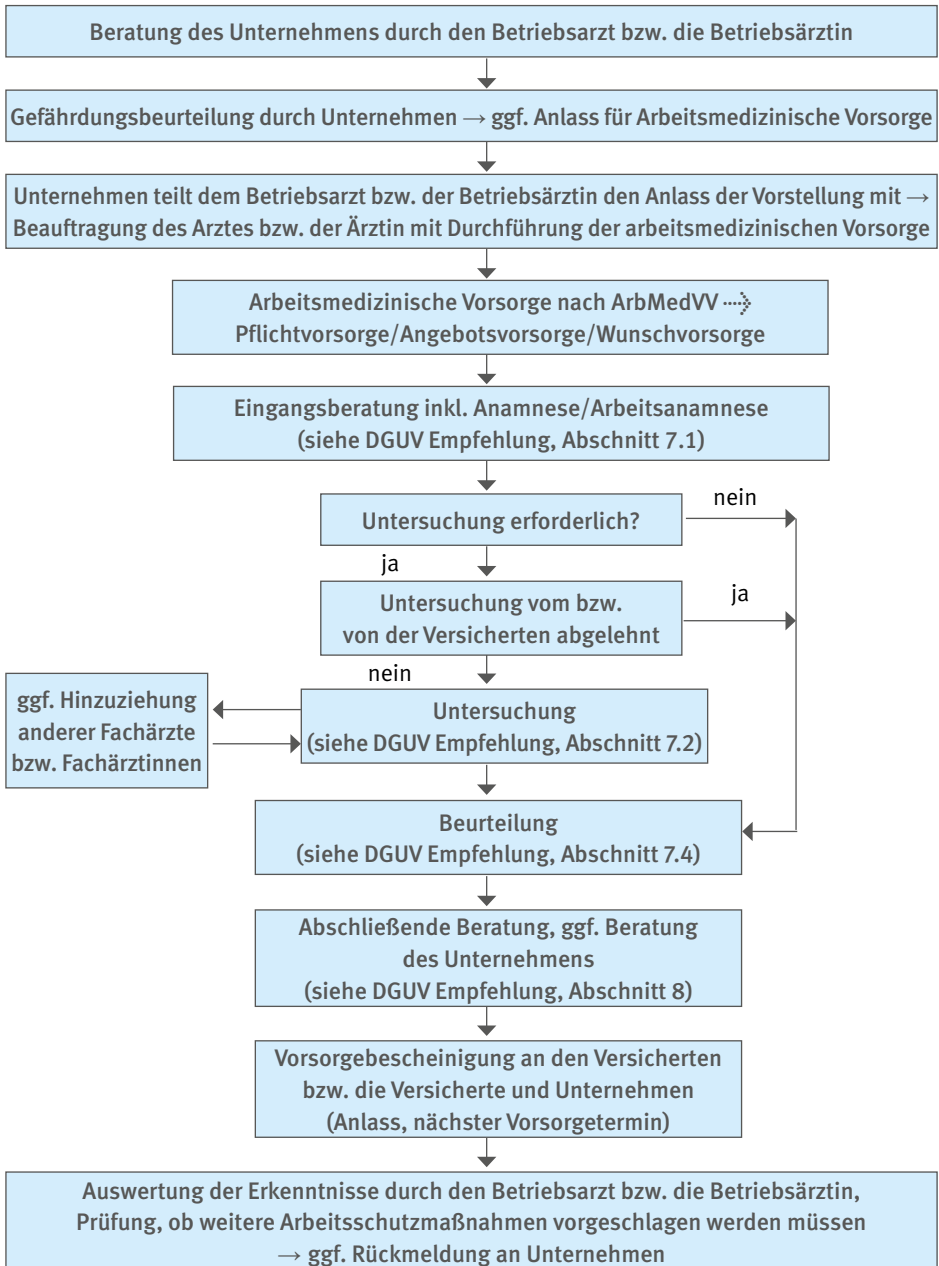 Beratung des Unternehmens durch den Betriebsarzt bzw. die Betriebsärztin
Gefährdungsbeurteilung durch Unternehmen → ggf. Anlass für Arbeitsmedizinische Vorsorge
Unternehmen teilt dem Betriebsarzt bzw. der Betriebsärztin den Anlass der Vorstellung mit →
Beauftragung des Arztes bzw. der Ärztin mit Durchführung der arbeitsmedizinischen Vorsorge
Arbeitsmedizinische Vorsorge nach ArbMedVV ⤑
Pflichtvorsorge/Angebotsvorsorge/Wunschvorsorge
Eingangsberatung inkl. Anamnese/Arbeitsanamnese
(siehe DGUV Empfehlung, Abschnitt 7.1)
nein
Untersuchung erforderlich?
ja
Untersuchung vom bzw.
von der Versicherten abgelehnt
ja
nein
ggf. Hinzuziehung
anderer Fachärzte
bzw. Fachärztinnen
Untersuchung
(siehe DGUV Empfehlung, Abschnitt 7.2)
Beurteilung
(siehe DGUV Empfehlung, Abschnitt 7.4)
Abschließende Beratung, ggf. Beratung
des Unternehmens
(siehe DGUV Empfehlung, Abschnitt 8)
Vorsorgebescheinigung an den Versicherten
bzw. die Versicherte und Unternehmen
(Anlass, nächster Vorsorgetermin)
Auswertung der Erkenntnisse durch den Betriebsarzt bzw. die Betriebsärztin,
Prüfung, ob weitere Arbeitsschutzmaßnahmen vorgeschlagen werden müssen
→ ggf. Rückmeldung an Unternehmen